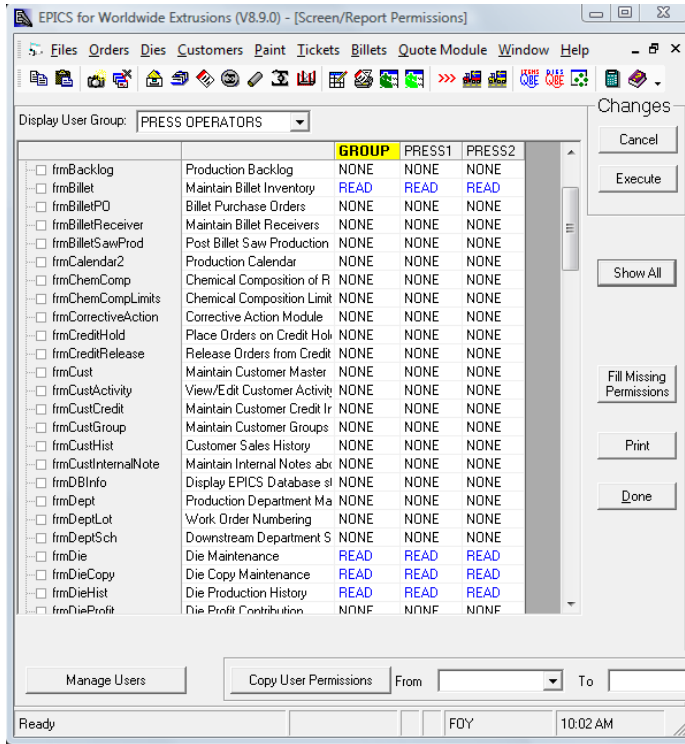 EPICS for Worldwide Extrusions (V8.9.0) - [Screen/Report Permissions]
Files Orders Dies Customers Paint Tickets Billets Quote Module Window Help
Changes
Display User Group: PRESS OPERATORS
Cancel
Execute
Show All
Fill Missing Permissions
Print
Done
GROUP PRESS1 PRESS2
frmBacklog Production Backlog NONE NONE NONE
frmBillet Maintain Billet Inventory READ READ READ
frmBilletPO Billet Purchase Orders NONE NONE NONE
frmBilletReceiver Maintain Billet Receivers NONE NONE NONE
frmBilletSawProd Post Billet Saw Production NONE NONE NONE
frmCalendar2 Production Calendar NONE NONE NONE
frmChemComp Chemical Composition of R NONE NONE NONE
frmChemCompLimits Chemical Composition Limit NONE NONE NONE
frmCorrectiveAction Corrective Action Module NONE NONE NONE
frmCreditHold Place Orders on Credit Hol NONE NONE NONE
frmCreditRelease Release Orders from Credit NONE NONE NONE
frmCust Maintain Customer Master NONE NONE NONE
frmCustActivity View/Edit Customer Activit NONE NONE NONE
frmCustCredit Maintain Customer Credit Ir NONE NONE NONE
frmCustGroup Maintain Customer Groups NONE NONE NONE
frmCustHist Customer Sales History NONE NONE NONE
frmCustInternalNote Maintain Internal Notes abc NONE NONE NONE
frmDBInfo Display EPICS Database st NONE NONE NONE
frmDept Production Department Ma NONE NONE NONE
frmDeptLot Work Order Numbering NONE NONE NONE
frmDeptSch Downstream Department S NONE NONE NONE
frmDie Die Maintenance READ READ READ
frmDieCopy Die Copy Maintenance READ READ READ
frmDieHist Die Production History READ READ READ
frmDieProfit Die Profit Contribution NONE NONE NONE
Manage Users Copy User Permissions From To
Ready FOY 10:02 AM